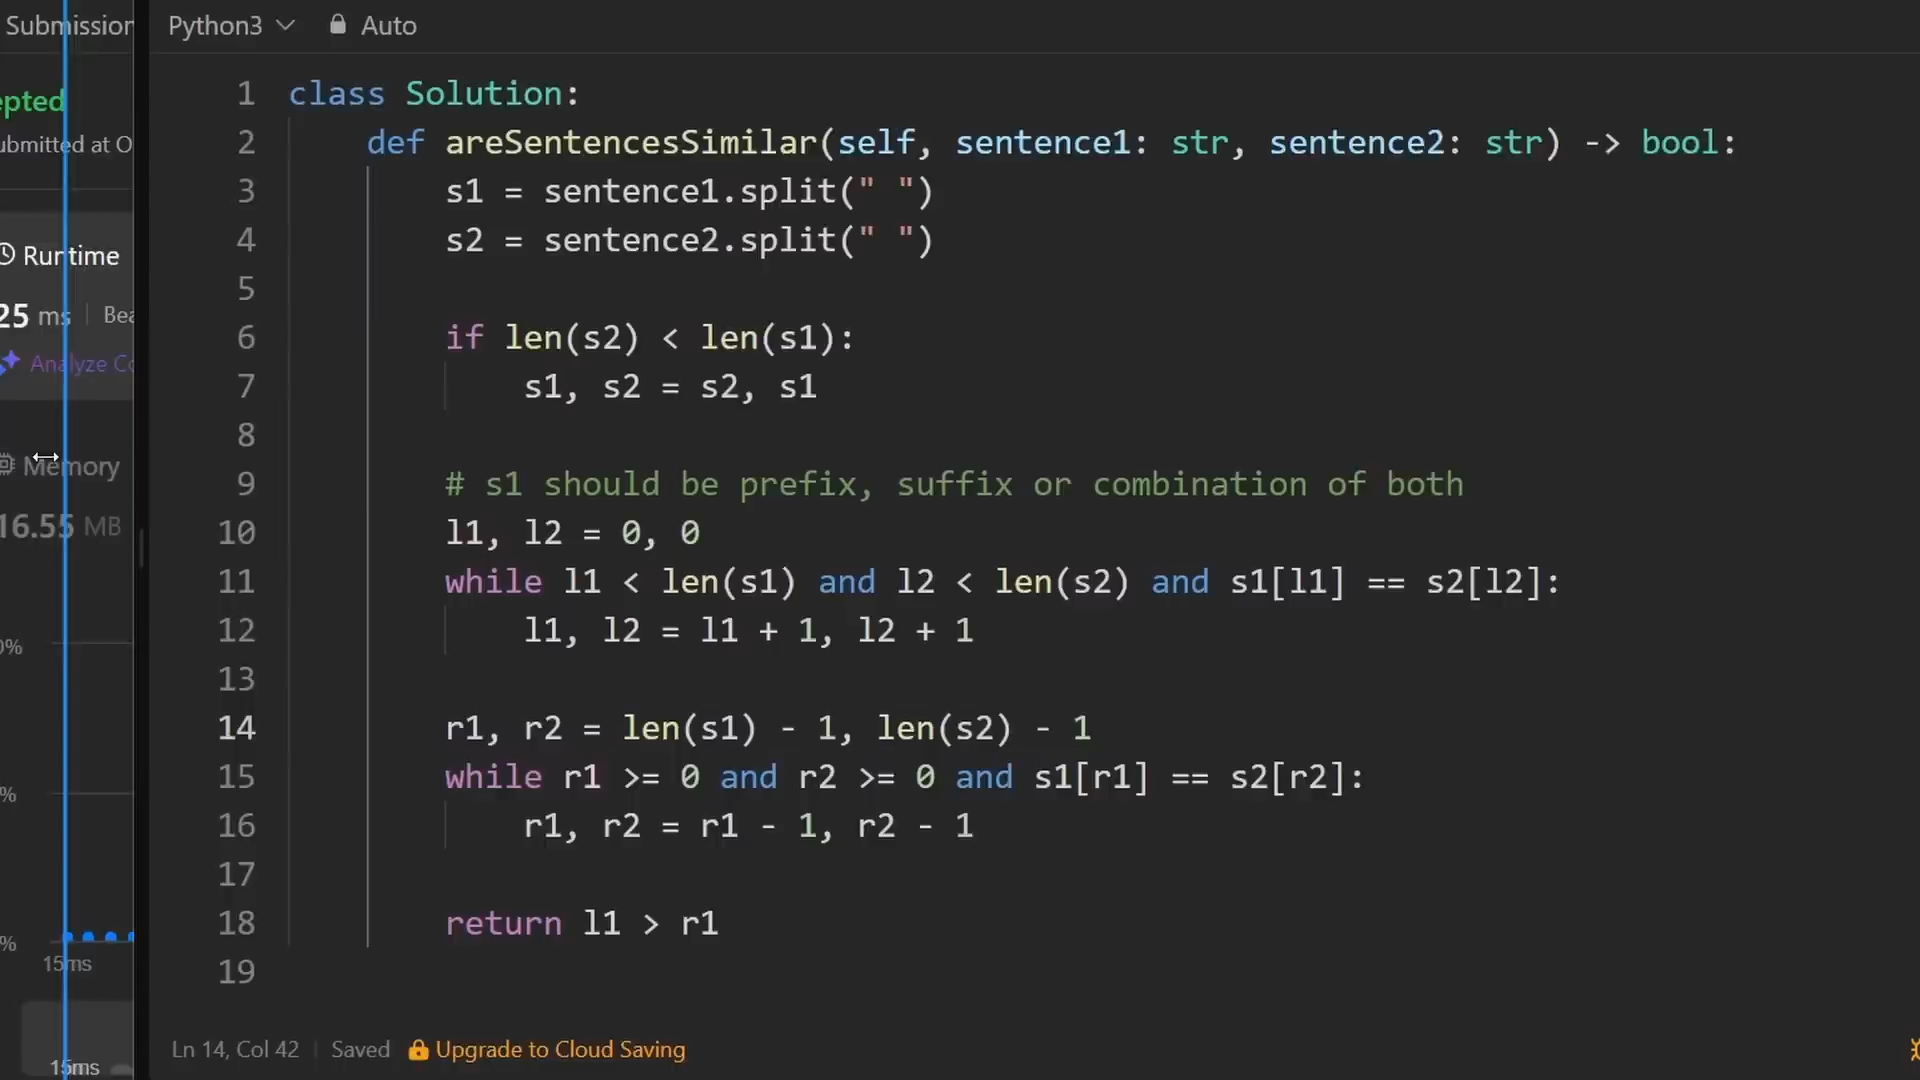 Submission
Python3
Auto
epted
ubmitted at O
Runtime
25 ms
Bea
Analyze Co
Memory
16.55 MB
0%
%
%
15ms
15ms
1 class Solution:
2     def areSentencesSimilar(self, sentence1: str, sentence2: str) -> bool:
3         s1 = sentence1.split(" ")
4         s2 = sentence2.split(" ")
5
6         if len(s2) < len(s1):
7             s1, s2 = s2, s1
8
9         # s1 should be prefix, suffix or combination of both
10         l1, l2 = 0, 0
11         while l1 < len(s1) and l2 < len(s2) and s1[l1] == s2[l2]:
12             l1, l2 = l1 + 1, l2 + 1
13
14         r1, r2 = len(s1) - 1, len(s2) - 1
15         while r1 >= 0 and r2 >= 0 and s1[r1] == s2[r2]:
16             r1, r2 = r1 - 1, r2 - 1
17
18         return l1 > r1
19
Ln 14, Col 42
Saved
Upgrade to Cloud Saving